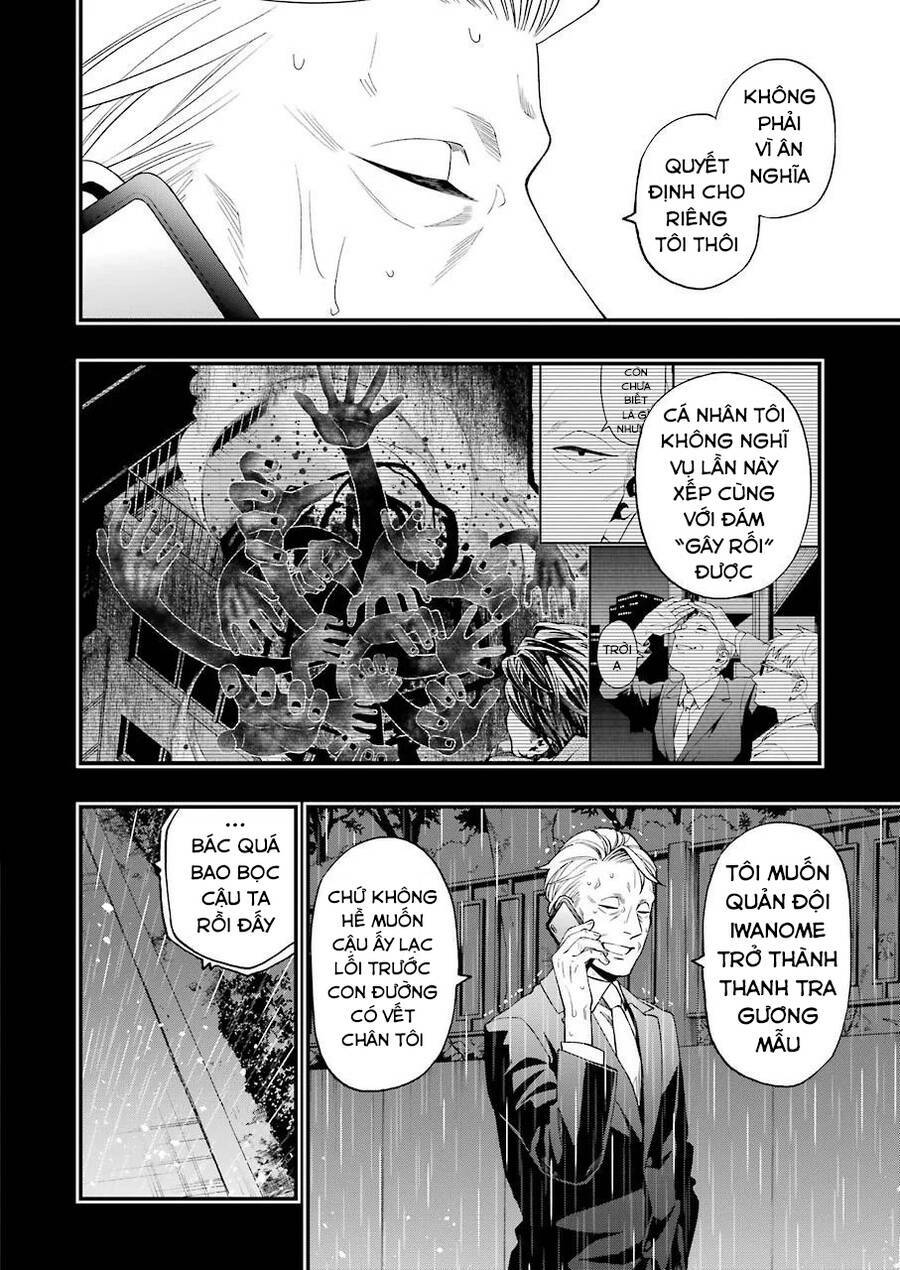 KHÔNG
PHẢI
VÌ ÂN
NGHĨA
QUYẾT
ĐỊNH CHO
RIÊNG
TÔI THÔI
CÒN
CHƯA
BIẾT
LÀ GÌ
NHƯNG
CÁ NHÂN TÔI
KHÔNG NGHĨ
VỤ LẦN NÀY
XẾP CÙNG
VỚI ĐÁM
“GÂY RỐI”
ĐƯỢC
TRỜI
Ạ
TÔI MUỐN
QUẢN ĐỘI
IWANOME
TRỞ THÀNH
THANH TRA
GƯƠNG
MẪU
CHỨ KHÔNG
HỀ MUỐN
CẬU ẤY LẠC
LỐI TRƯỚC
CON ĐƯỜNG
CÓ VẾT
CHÂN TÔI
...
BÁC QUÁ
BAO BỌC
CẬU TA
RỒI ĐẤY